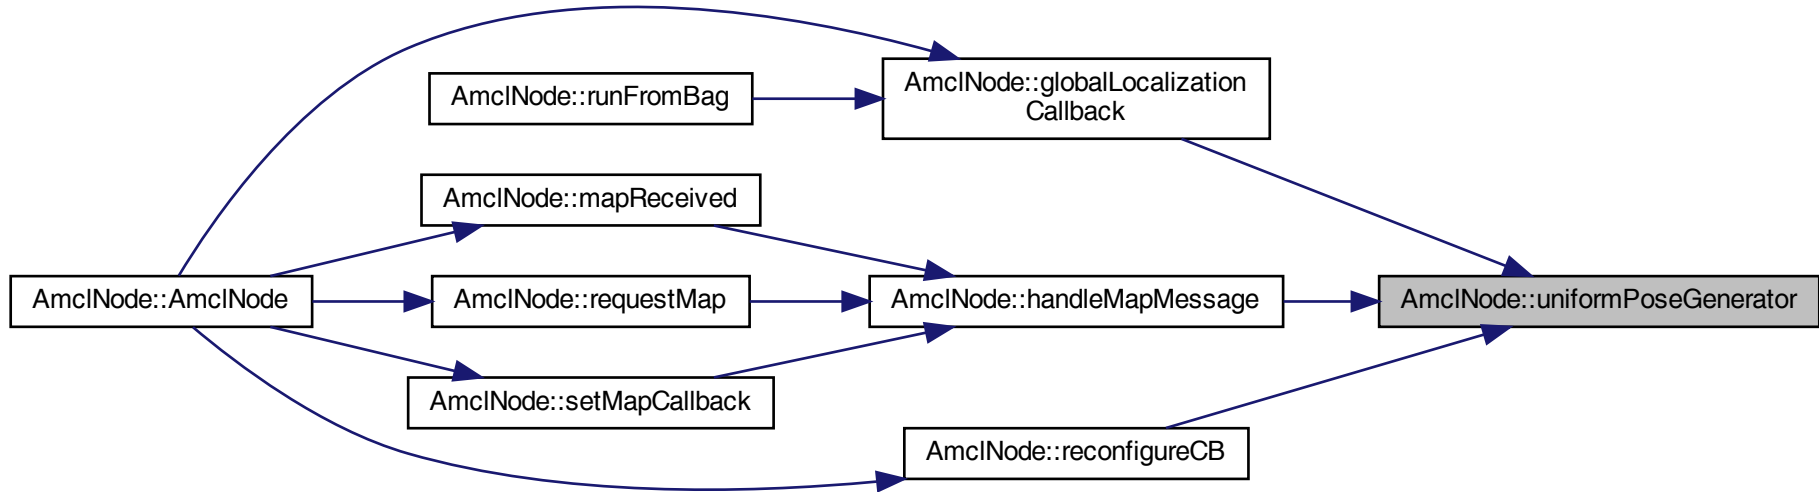 AmclNode::globalLocalization
Callback
AmclNode::runFromBag
AmclNode::mapReceived
AmclNode::AmclNode
AmclNode::requestMap
AmclNode::handleMapMessage
AmclNode::uniformPoseGenerator
AmclNode::setMapCallback
AmclNode::reconfigureCB